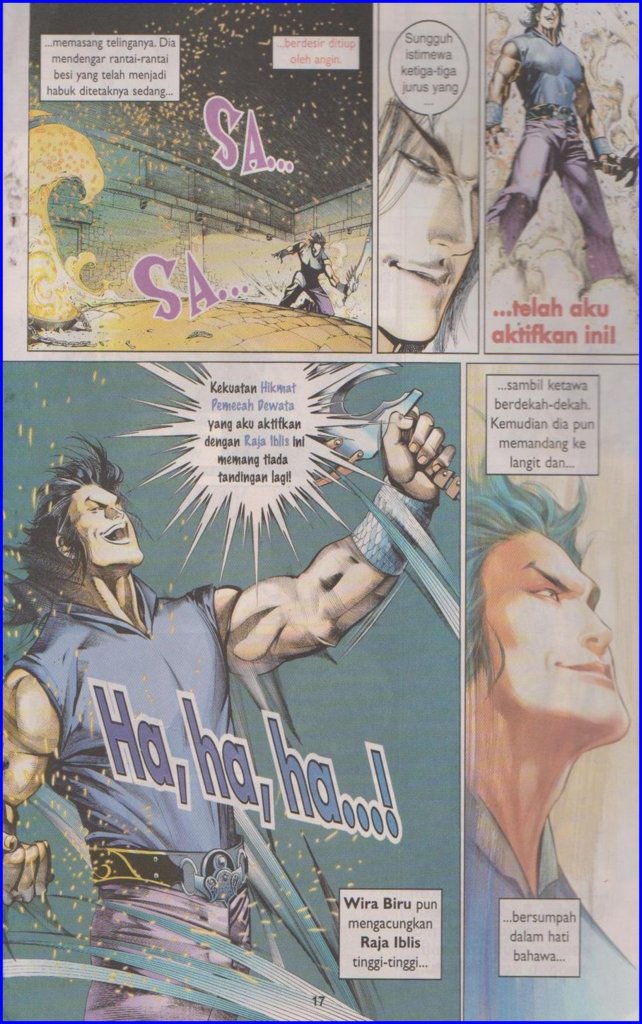 ...memasang telinganya. Dia
mendengar rantai-rantai
besi yang telah menjadi
habuk ditetaknya sedang...
...berdesir ditiup
oleh angin.
SA...
SA...
Sungguh
istimewa
ketiga-tiga
jurus yang
...
...telah aku
aktifkan ini!
Kekuatan Hikmat
Pemecah Dewata
yang aku aktifkan
dengan Raja Iblis ini
memang tiada
tandingan lagi!
Ha, ha, ha...!
Wira Biru pun
mengacungkan
Raja Iblis
tinggi-tinggi...
...sambil ketawa
berdekah-dekah.
Kemudian dia pun
memandang ke
langit dan...
...bersumpah
dalam hati
bahawa...
17